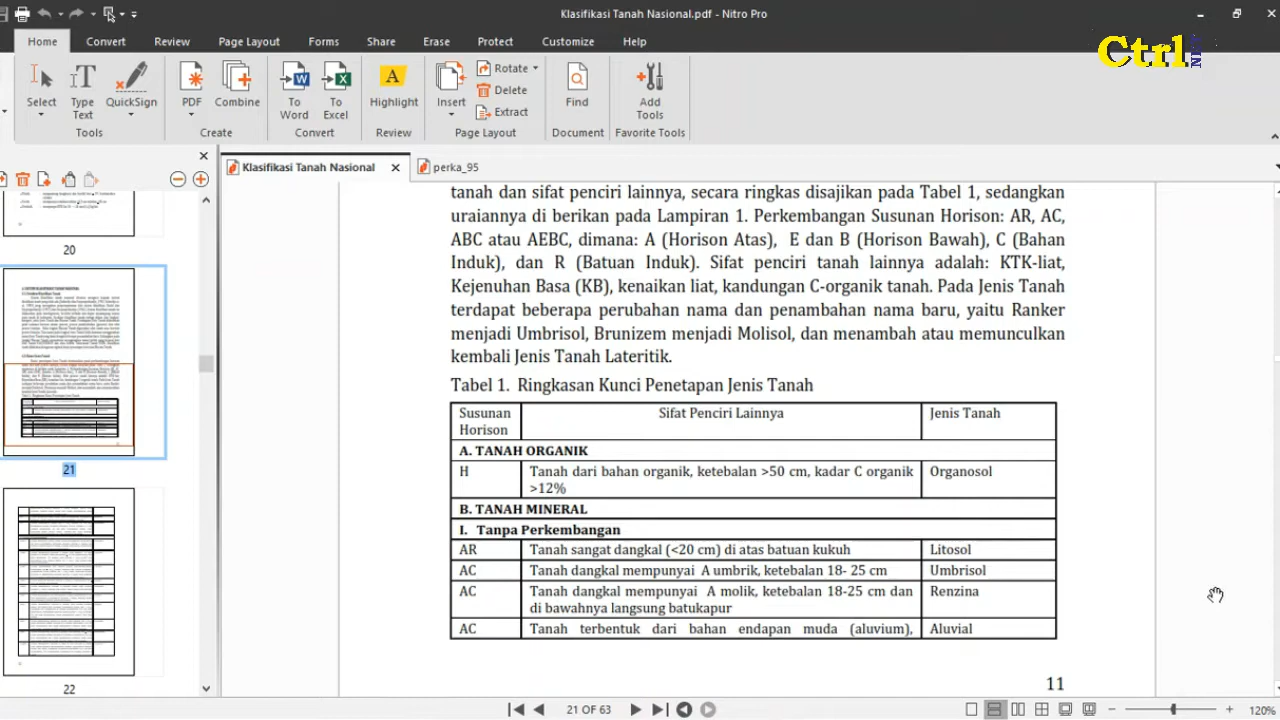 Klasifikasi Tanah Nasional.pdf - Nitro Pro
Home Convert Review Page Layout Forms Share Erase Protect Customize Help
Ctrl
Select Type Text QuickSign PDF Combine To Word To Excel Highlight Insert Rotate Delete Extract Find Add Tools
Tools Create Convert Review Page Layout Document Favorite Tools
Klasifikasi Tanah Nasional perka_95
20
21
22
tanah dan sifat penciri lainnya, secara ringkas disajikan pada Tabel 1, sedangkan
uraiannya di berikan pada Lampiran 1. Perkembangan Susunan Horison: AR, AC,
ABC atau AEBC, dimana: A (Horison Atas), E dan B (Horison Bawah), C (Bahan
Induk), dan R (Batuan Induk). Sifat penciri tanah lainnya adalah: KTK-liat,
Kejenuhan Basa (KB), kenaikan liat, kandungan C-organik tanah. Pada Jenis Tanah
terdapat beberapa perubahan nama dan penambahan nama baru, yaitu Ranker
menjadi Umbrisol, Brunizem menjadi Molisol, dan menambah atau memunculkan
kembali Jenis Tanah Lateritik.
Tabel 1. Ringkasan Kunci Penetapan Jenis Tanah
Susunan Horison Sifat Penciri Lainnya Jenis Tanah
A. TANAH ORGANIK
H Tanah dari bahan organik, ketebalan >50 cm, kadar C organik Organosol
>12%
B. TANAH MINERAL
I. Tanpa Perkembangan
AR Tanah sangat dangkal (<20 cm) di atas batuan kukuh Litosol
AC Tanah dangkal mempunyai A umbrik, ketebalan 18- 25 cm Umbrisol
AC Tanah dangkal mempunyai A molik, ketebalan 18-25 cm dan Renzina
di bawahnya langsung batukapur
AC Tanah terbentuk dari bahan endapan muda (aluvium), Aluvial
11
21 OF 63
120%